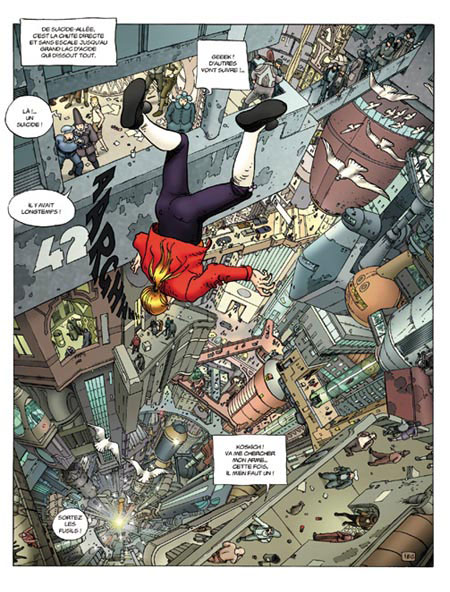 DE SUICIDE-ALLÉE,
C'EST LA CHUTE DIRECTE
ET SANS ESCALE JUSQU'AU
GRAND LAC D'ACIDE
QUI DISSOUT TOUT.
GEEEK !
D'AUTRES
VONT SUIVRE !...
LÀ !...
UN
SUICIDE !
IL Y AVAIT
LONGTEMPS !
42
KOSHICH !
VA ME CHERCHER
MON ARME...
CETTE FOIS,
IL M'EN FAUT UN !
SORTEZ
LES
FUSILS !
180